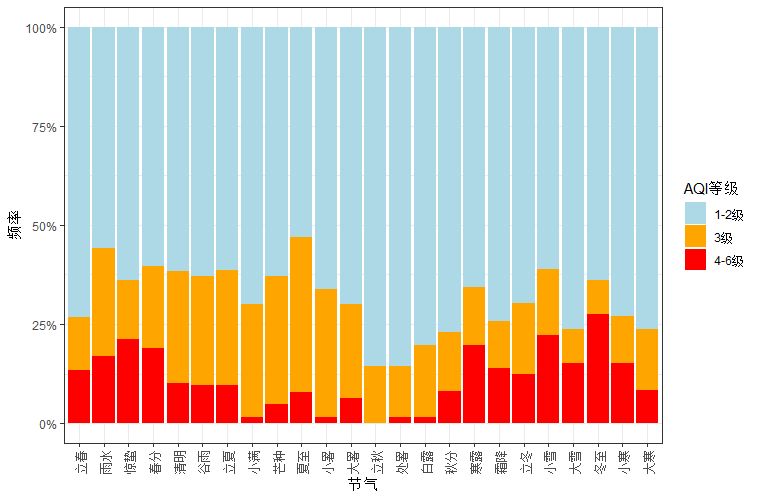 100%
75%
50%
25%
0%
频率
立春
雨水
惊蛰
春分
清明
谷雨
立夏
小满
芒种
夏至
小署
大署
立秋
处署
白露
秋分
寒露
霜降
立冬
小雪
大雪
冬至
小寒
大寒
节气
AQI等级
1-2级
3级
4-6级